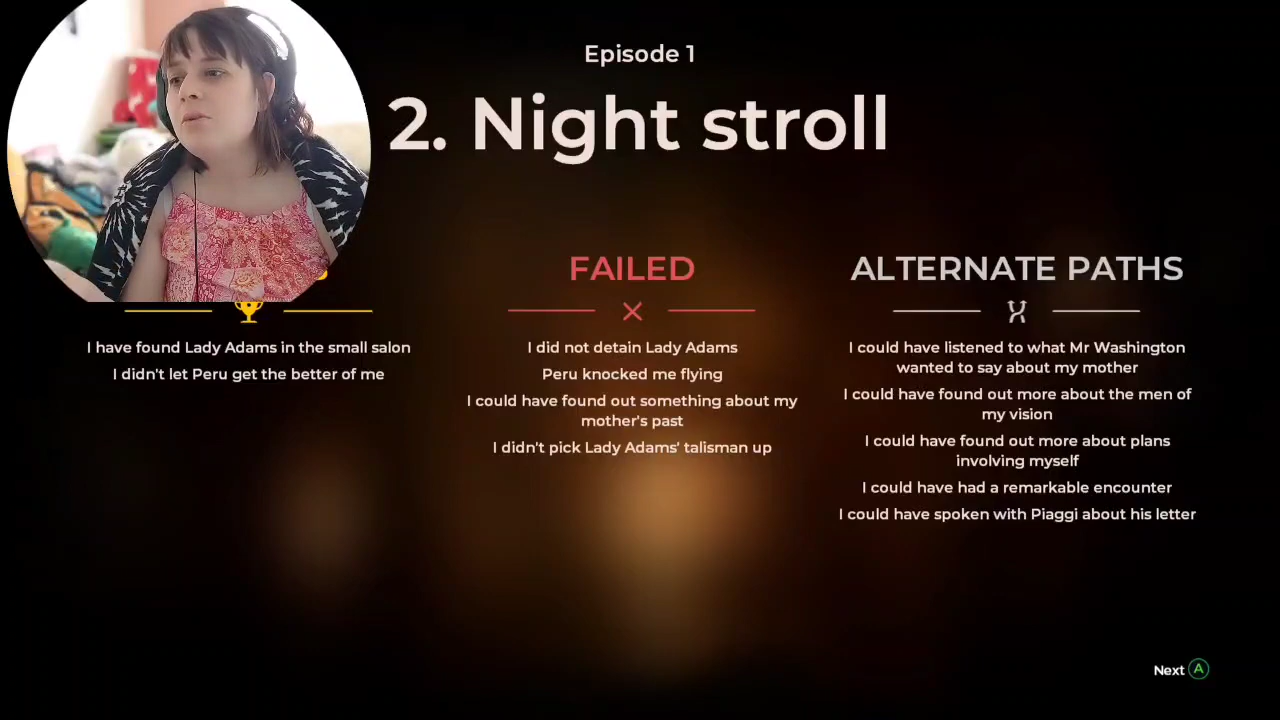 Episode 1
2. Night stroll
I have found Lady Adams in the small salon
I didn't let Peru get the better of me
FAILED
I did not detain Lady Adams
Peru knocked me flying
I could have found out something about my
mother's past
I didn't pick Lady Adams' talisman up
ALTERNATE PATHS
I could have listened to what Mr Washington
wanted to say about my mother
I could have found out more about the men of
my vision
I could have found out more about plans
involving myself
I could have had a remarkable encounter
I could have spoken with Piaggi about his letter
Next A